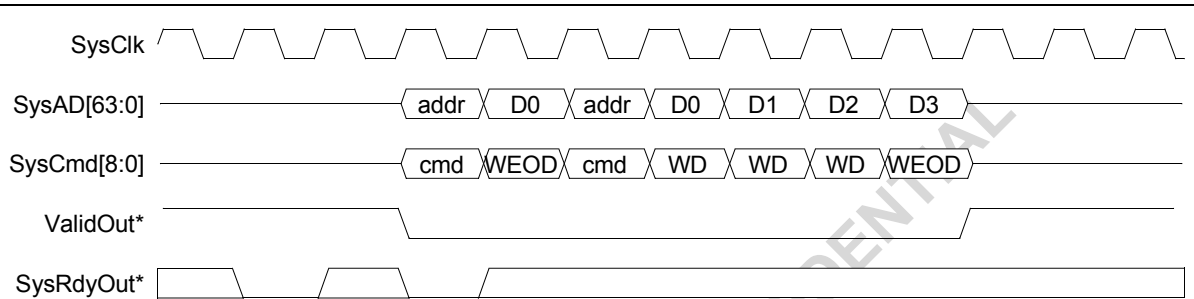 SysClk
SysAD[63:0] addr D0 addr D0 D1 D2 D3
SysCmd[8:0] cmd WEOD cmd WD WD WD WEOD
ValidOut*
SysRdyOut*
DENTIAL